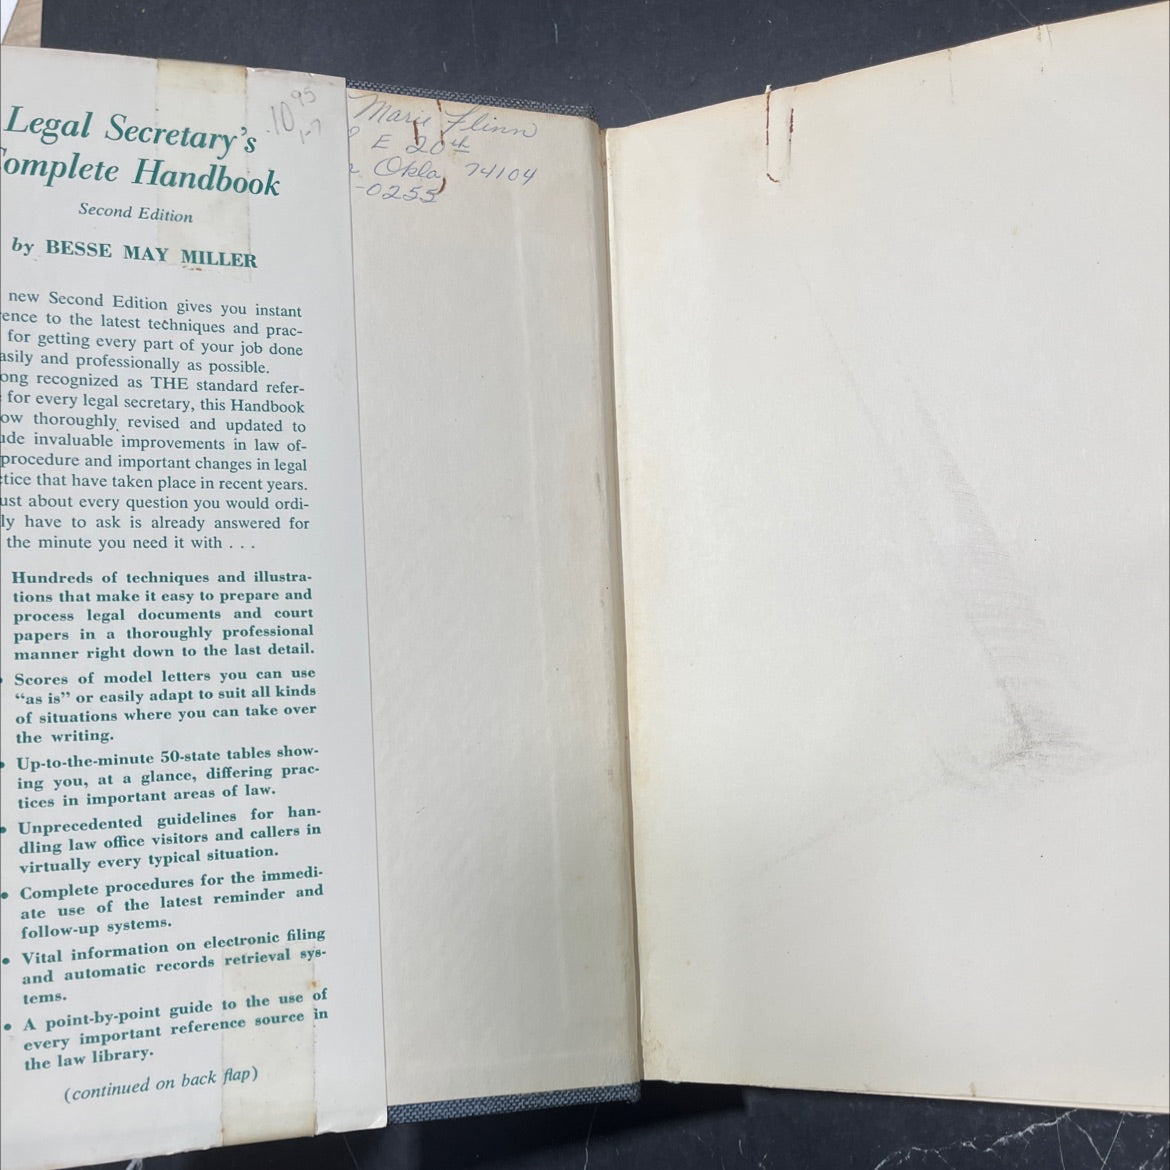 Legal Secretary's
Complete Handbook
Second Edition
by BESSE MAY MILLER
10 95
1-7
new Second Edition gives you instant
ence to the latest techniques and prac-
for getting every part of your job done
asily and professionally as possible.
ong recognized as THE standard refer-
for every legal secretary, this Handbook
ow thoroughly revised and updated to
ude invaluable improvements in law of-
procedure and important changes in legal
tice that have taken place in recent years.
ust about every question you would ordi-
ly have to ask is already answered for
the minute you need it with . . .
Hundreds of techniques and illustra-
tions that make it easy to prepare and
process legal documents and court
papers in a thoroughly professional
manner right down to the last detail.
• Scores of model letters you can use
“as is” or easily adapt to suit all kinds
of situations where you can take over
the writing.
• Up-to-the-minute 50-state tables show-
ing you, at a glance, differing prac-
tices in important areas of law.
• Unprecedented guidelines for han-
dling law office visitors and callers in
virtually every typical situation.
• Complete procedures for the immedi-
ate use of the latest reminder and
follow-up systems.
• Vital information on electronic filing
and automatic records retrieval sys-
tems.
• A point-by-point guide to the use of
every important reference source in
the law library.
(continued on back flap)
Marie Flinn
E 20th
Okla, 74104
-0255